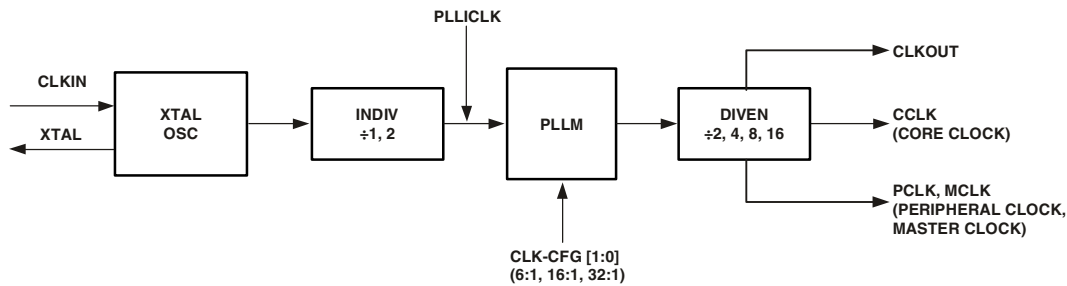 PLLICLK
CLKIN
XTAL
XTAL
OSC
INDIV
÷1, 2
PLLM
DIVEN
÷2, 4, 8, 16
CLKOUT
CCLK
(CORE CLOCK)
PCLK, MCLK
(PERIPHERAL CLOCK,
MASTER CLOCK)
CLK-CFG [1:0]
(6:1, 16:1, 32:1)